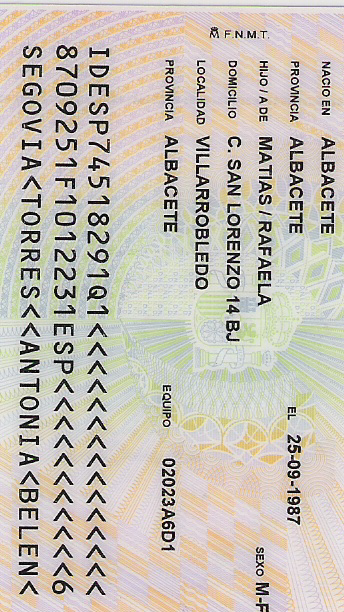 F.N.M.T.
NACIO EN ALBACETE
PROVINCIA ALBACETE EL 25-09-1987
HIJO / A DE MATIAS / RAFAELA SEXO M-F
DOMICILIO C. SAN LORENZO 14 BJ
LOCALIDAD VILLARROBLEDO
PROVINCIA ALBACETE EQUIPO 02023A6D1
IDESP74518291Q1<<<<<<<<<<<<<<<
8709251F1012231ESP<<<<<<<<<<<6
SEGOVIA<TORRES<<ANTONIA<BELEN<